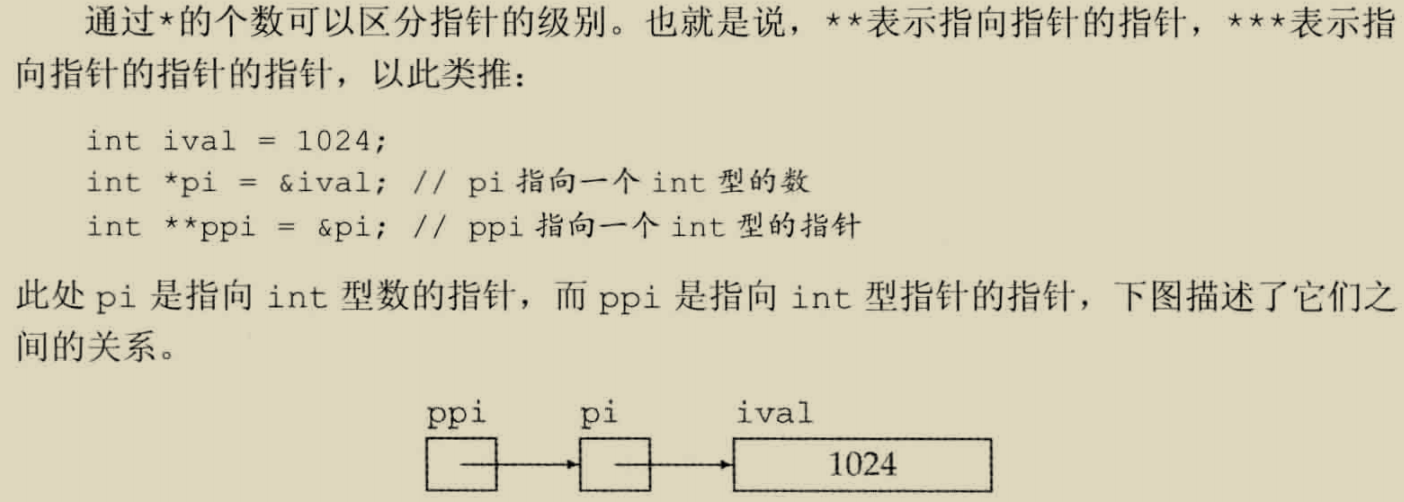 通过*的个数可以区分指针的级别。也就是说，**表示指向指针的指针，***表示指
向指针的指针的指针，以此类推：
int ival = 1024;
int *pi = &ival; // pi 指向一个 int 型的数
int **ppi = &pi; // ppi 指向一个 int 型的指针
此处 pi 是指向 int 型数的指针，而 ppi 是指向 int 型指针的指针，下图描述了它们之
间的关系。
ppi pi ival
1024